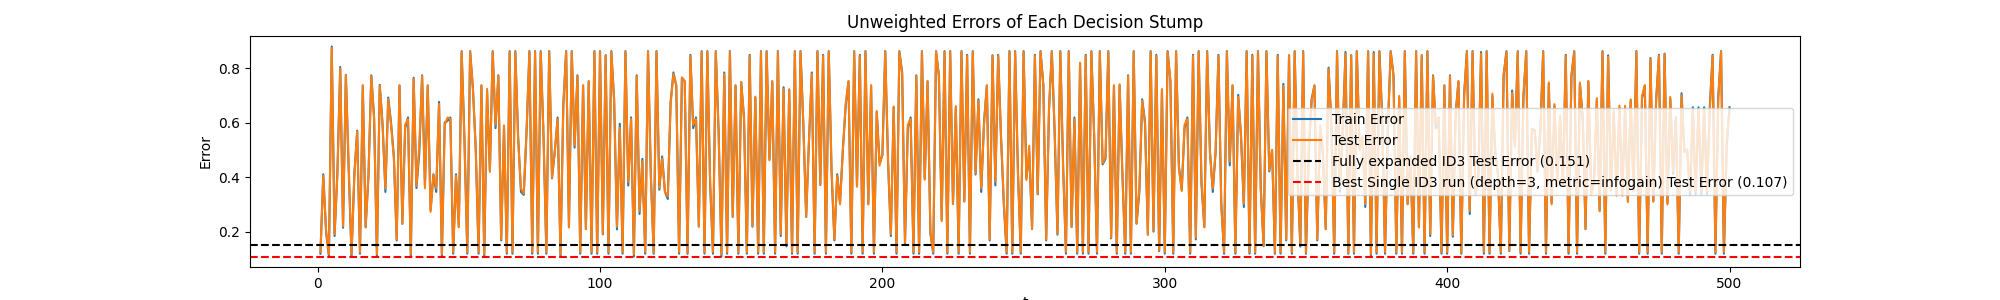 Unweighted Errors of Each Decision Stump
Error
0.8
0.6
0.4
0.2
Train Error
Test Error
Fully expanded ID3 Test Error (0.151)
Best Single ID3 run (depth=3, metric=infogain) Test Error (0.107)
0 100 200 300 400 500